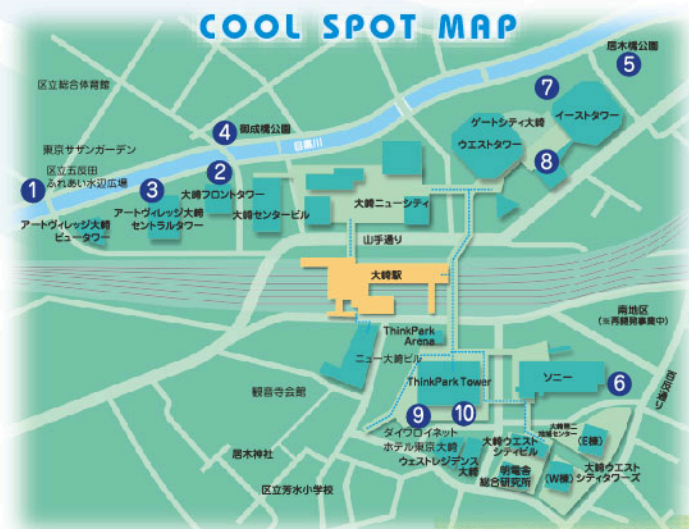 COOL SPOT MAP
居木橋公園
5
区立総合体育館
7
4
御成橋公園
ゲートシティ大崎
イーストタワー
目黒川
ウエストタワー
東京サザンガーデン
8
区立五反田
ふれあい水辺広場
1
3
2
大崎フロントタワー
アートヴィレッジ大崎
セントラルタワー
大崎センタービル
大崎ニューシティ
アートヴィレッジ大崎
ビュータワー
山手通り
大崎駅
南地区
(※再開発事業中)
ThinkPark
Arena
ニュー大崎ビル
ThinkPark Tower
ソニー
6
観音寺会館
9
10
ダイワロイネット
ホテル東京大崎
ウェストレジデンス
大崎
大崎ウエスト
シティビル
大崎第二
地域センター
(E棟)
居木神社
明電舎
総合研究所
(W棟)
大崎ウエスト
シティタワーズ
区立芳水小学校